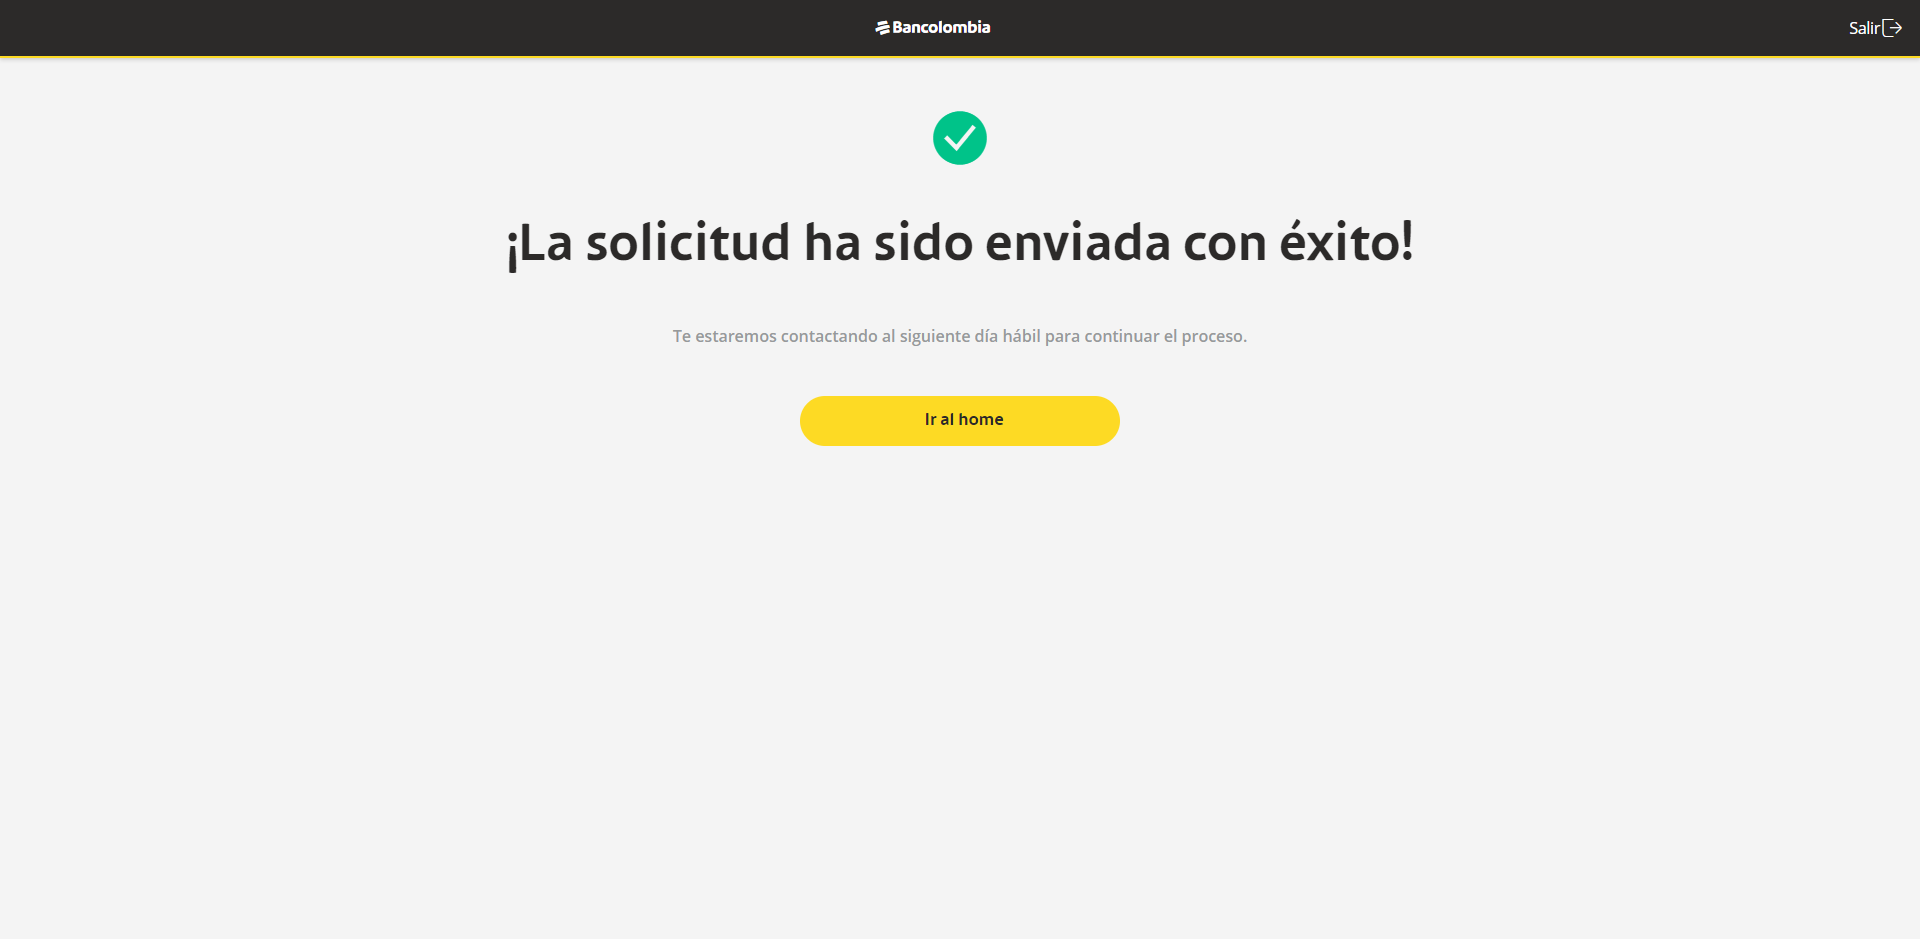 Bancolombia
Salir
¡La solicitud ha sido enviada con éxito!
Te estaremos contactando al siguiente día hábil para continuar el proceso.
Ir al home